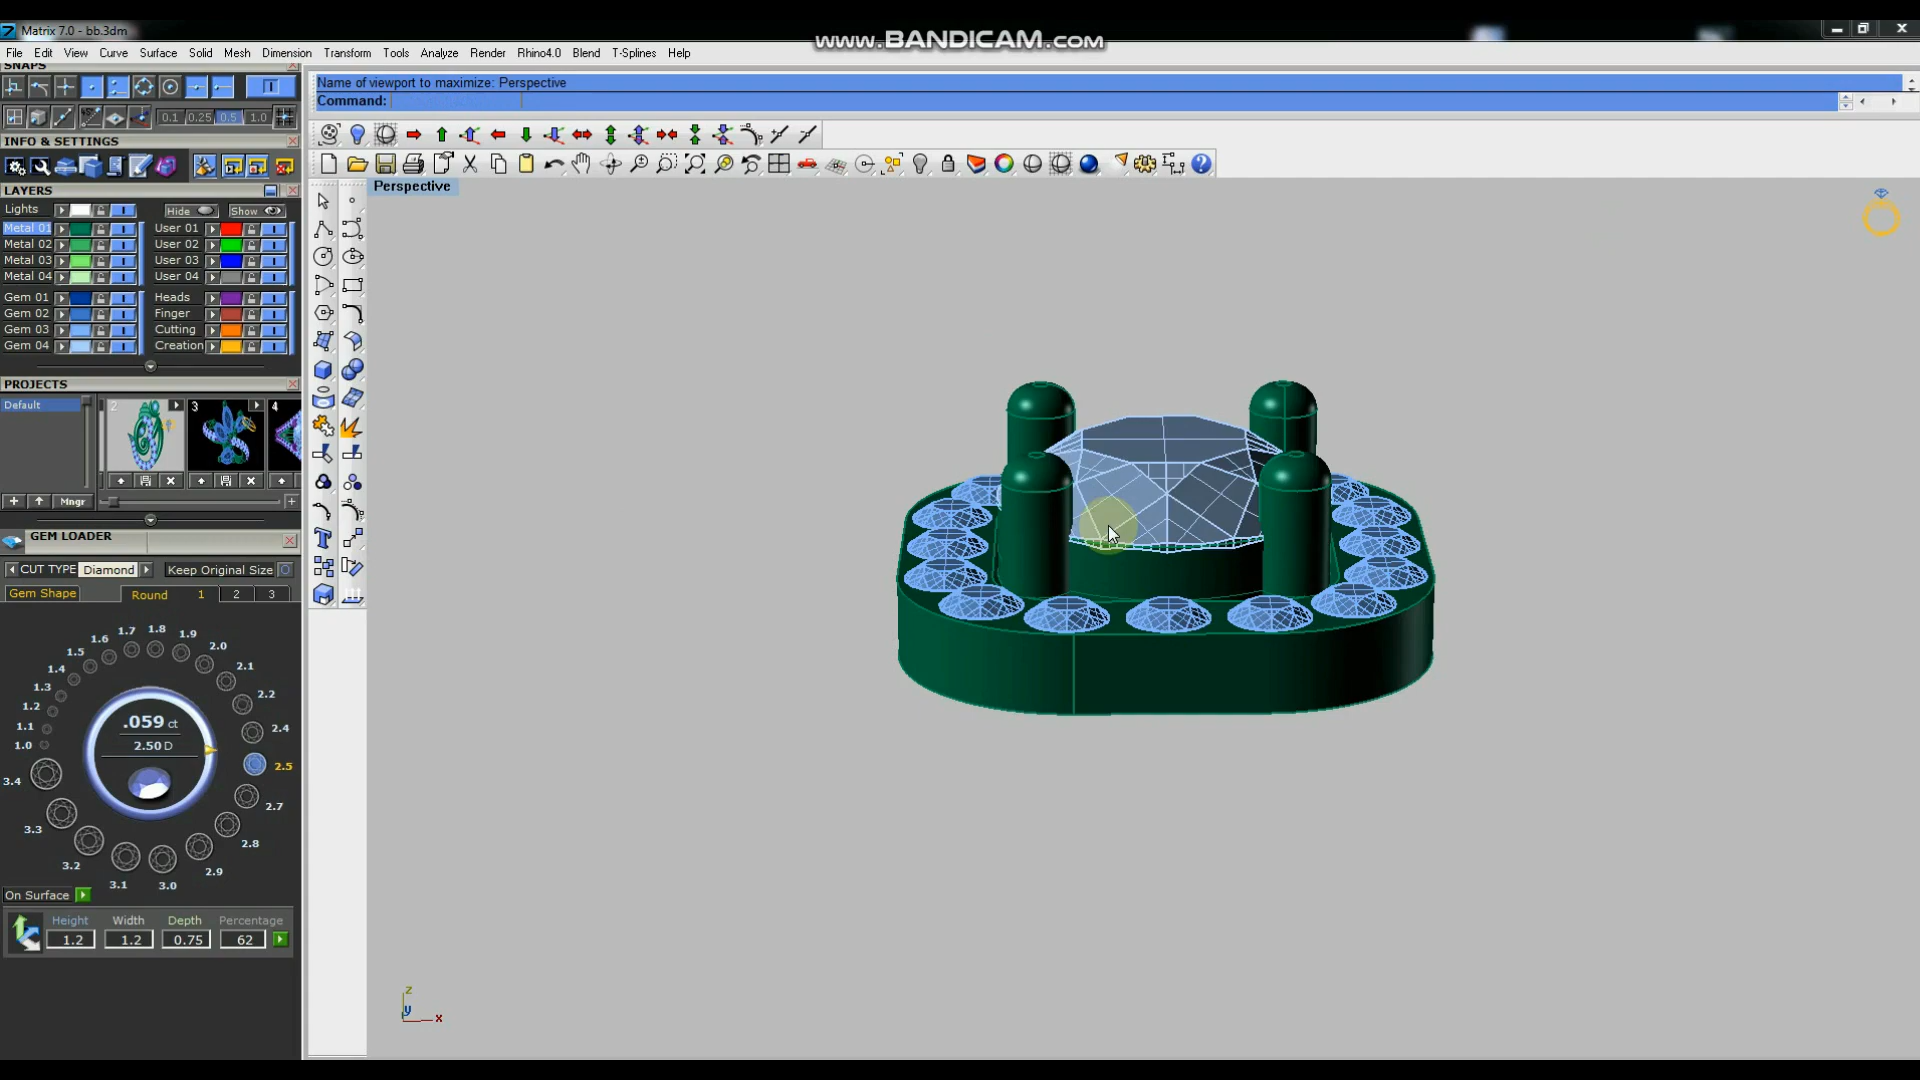 Matrix 7.0 - bb.3dm
www.BANDICAM.com
File Edit View Curve Surface Solid Mesh Dimension Transform Tools Analyze Render Rhino4.0 Blend T-Splines Help
SNAPS
Name of viewport to maximize: Perspective
Command:
0.1 0.25 0.5 1.0
INFO & SETTINGS
LAYERS
Perspective
Lights Hide Show
Metal 01 User 01
Metal 02 User 02
Metal 03 User 03
Metal 04 User 04
Gem 01 Heads
Gem 02 Finger
Gem 03 Cutting
Gem 04 Creation
PROJECTS
Default 2 3 4
Mngr
GEM LOADER
CUT TYPE Diamond Keep Original Size
Gem Shape Round 1 2 3
1.0
1.1
1.2
1.3
1.4
1.5
1.6
1.7
1.8
1.9
2.0
2.1
2.2
2.4
2.5
2.7
2.8
2.9
3.0
3.1
3.2
3.3
3.4
.059 ct
2.50 D
On Surface
Height Width Depth Percentage
1.2 1.2 0.75 62
z
y
x